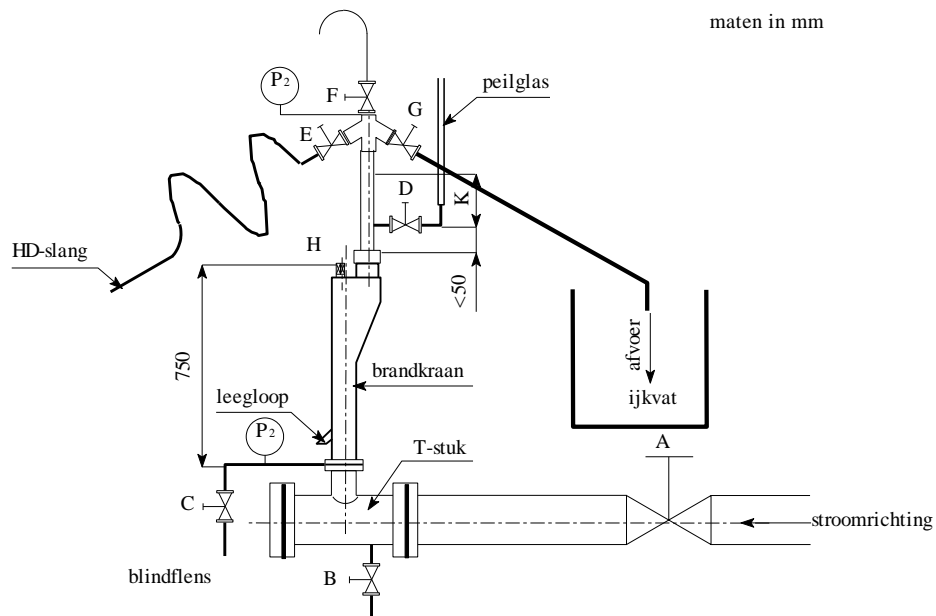 maten in mm
P2
F
G
peilglas
E
D
K
H
HD-slang
<50
750
afvoer
brandkraan
ijkvat
leegloop
P2
A
T-stuk
C
stroomrichting
blindflens
B